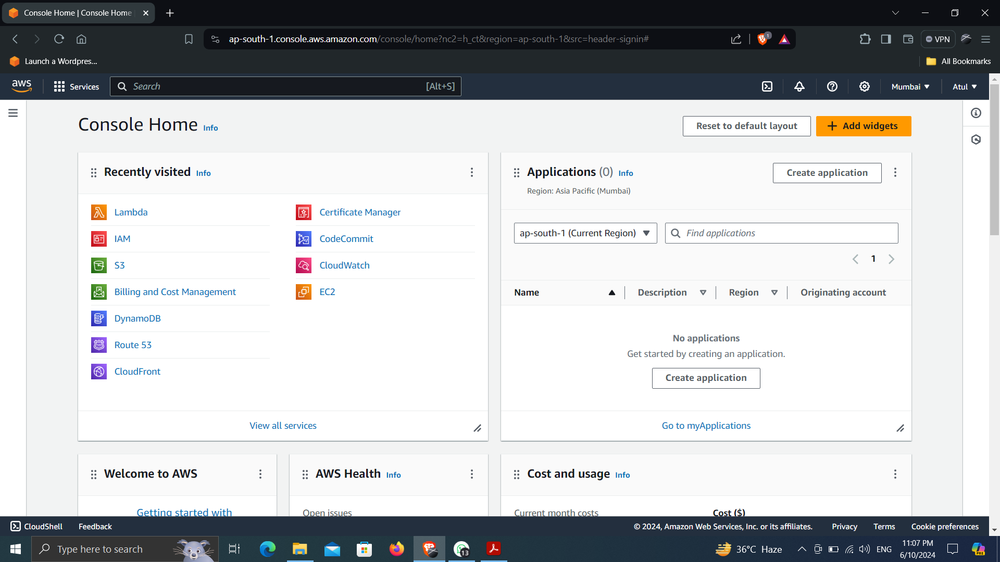 Console Home | Console Home
ap-south-1.console.aws.amazon.com/console/home?nc2=h_ct&region=ap-south-1&src=header-signin#
1
VPN
Launch a Wordpres...
All Bookmarks
aws
Services
Search
[Alt+S]
Mumbai
Atul
Console Home Info
Reset to default layout
Add widgets
Recently visited Info
Lambda
IAM
S3
Billing and Cost Management
DynamoDB
Route 53
CloudFront
Certificate Manager
CodeCommit
CloudWatch
EC2
View all services
Applications (0) Info
Region: Asia Pacific (Mumbai)
Create application
ap-south-1 (Current Region)
Find applications
1
Name
Description
Region
Originating account
No applications
Get started by creating an application.
Create application
Go to myApplications
Welcome to AWS
Getting started with
AWS Health Info
Open issues
Cost and usage Info
Current month costs
Cost ($)
CloudShell
Feedback
© 2024, Amazon Web Services, Inc. or its affiliates.
Privacy
Terms
Cookie preferences
Type here to search
13
36°C Haze
ENG
11:07 PM
6/10/2024
PRE